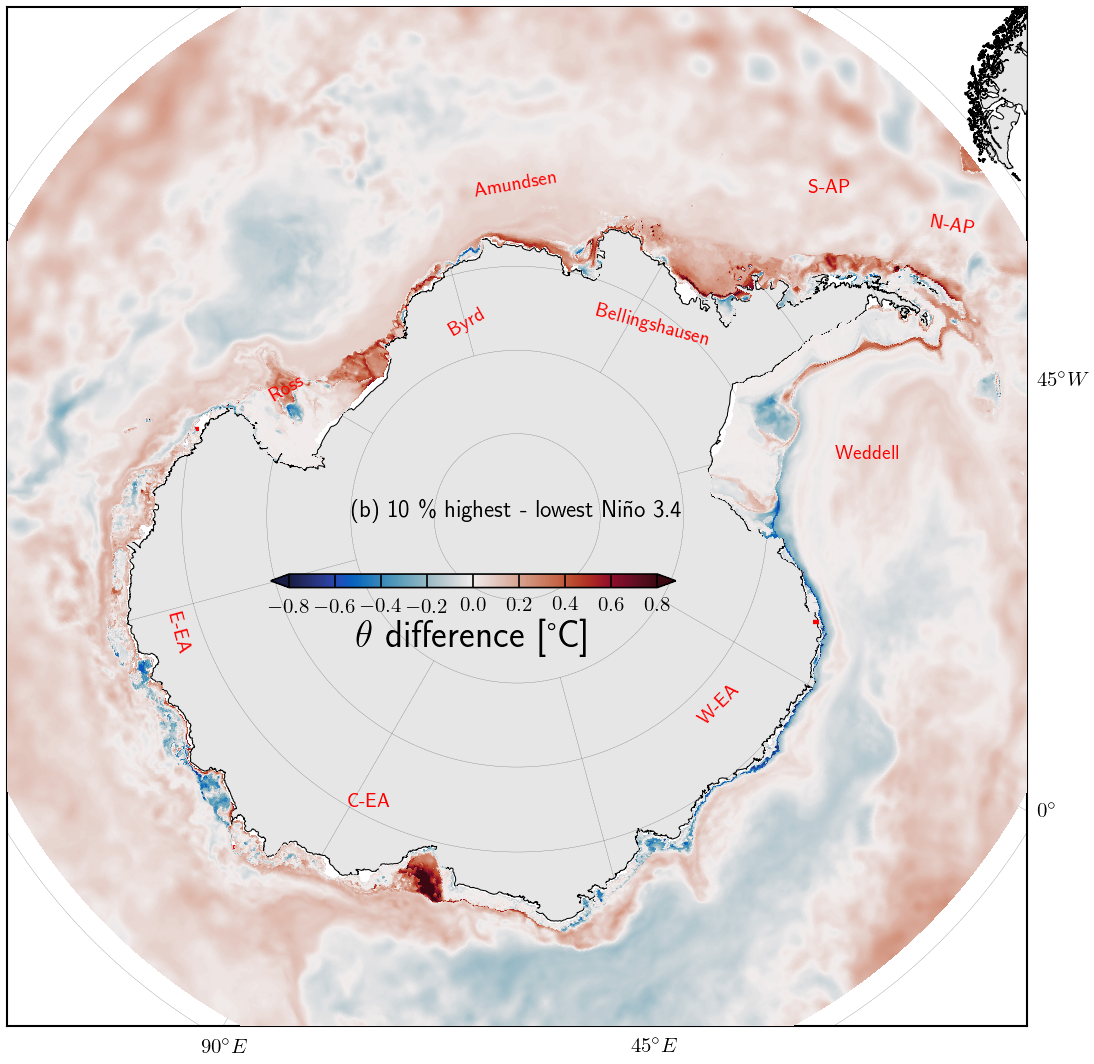 S-AP
Amundsen
N-AP
Byrd
Bellingshausen
Ross
45°W
Weddell
(b) 10 % highest - lowest Niño 3.4
−0.8 −0.6 −0.4 −0.2 0.0 0.2 0.4 0.6 0.8
θ difference [°C]
E-EA
W-EA
C-EA
0°
90°E 45°E